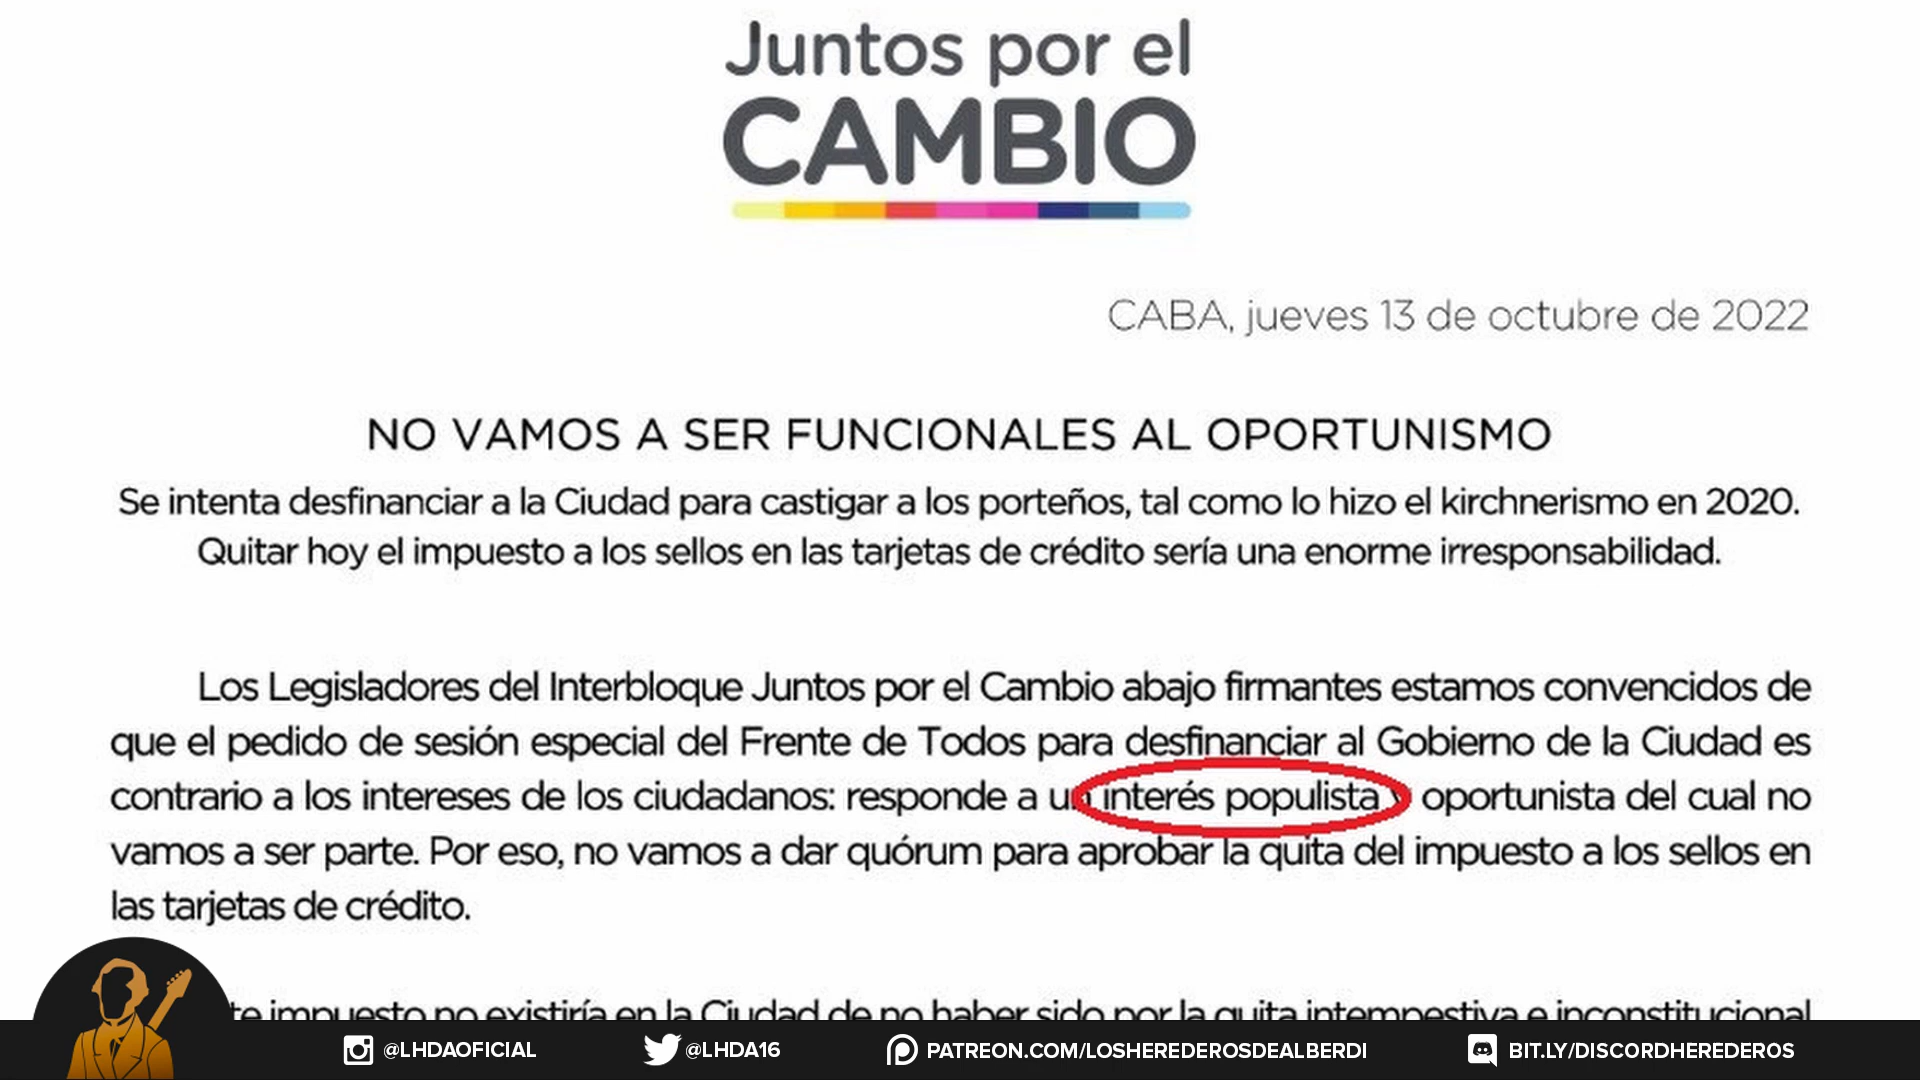 Juntos por el
CAMBIO
CABA, jueves 13 de octubre de 2022
NO VAMOS A SER FUNCIONALES AL OPORTUNISMO
Se intenta desfinanciar a la Ciudad para castigar a los porteños, tal como lo hizo el kirchnerismo en 2020.
Quitar hoy el impuesto a los sellos en las tarjetas de crédito sería una enorme irresponsabilidad.
Los Legisladores del Interbloque Juntos por el Cambio abajo firmantes estamos convencidos de
que el pedido de sesión especial del Frente de Todos para desfinanciar al Gobierno de la Ciudad es
contrario a los intereses de los ciudadanos: responde a un interés populista y oportunista del cual no
vamos a ser parte. Por eso, no vamos a dar quórum para aprobar la quita del impuesto a los sellos en
las tarjetas de crédito.
te impuesto no existiría en la Ciudad de no haber sido por la quita intempestiva e inconstitucional
@LHDAOFICIAL @LHDA16 PATREON.COM/LOSHEREDEROSDEALBERDI BIT.LY/DISCORDHEREDEROS